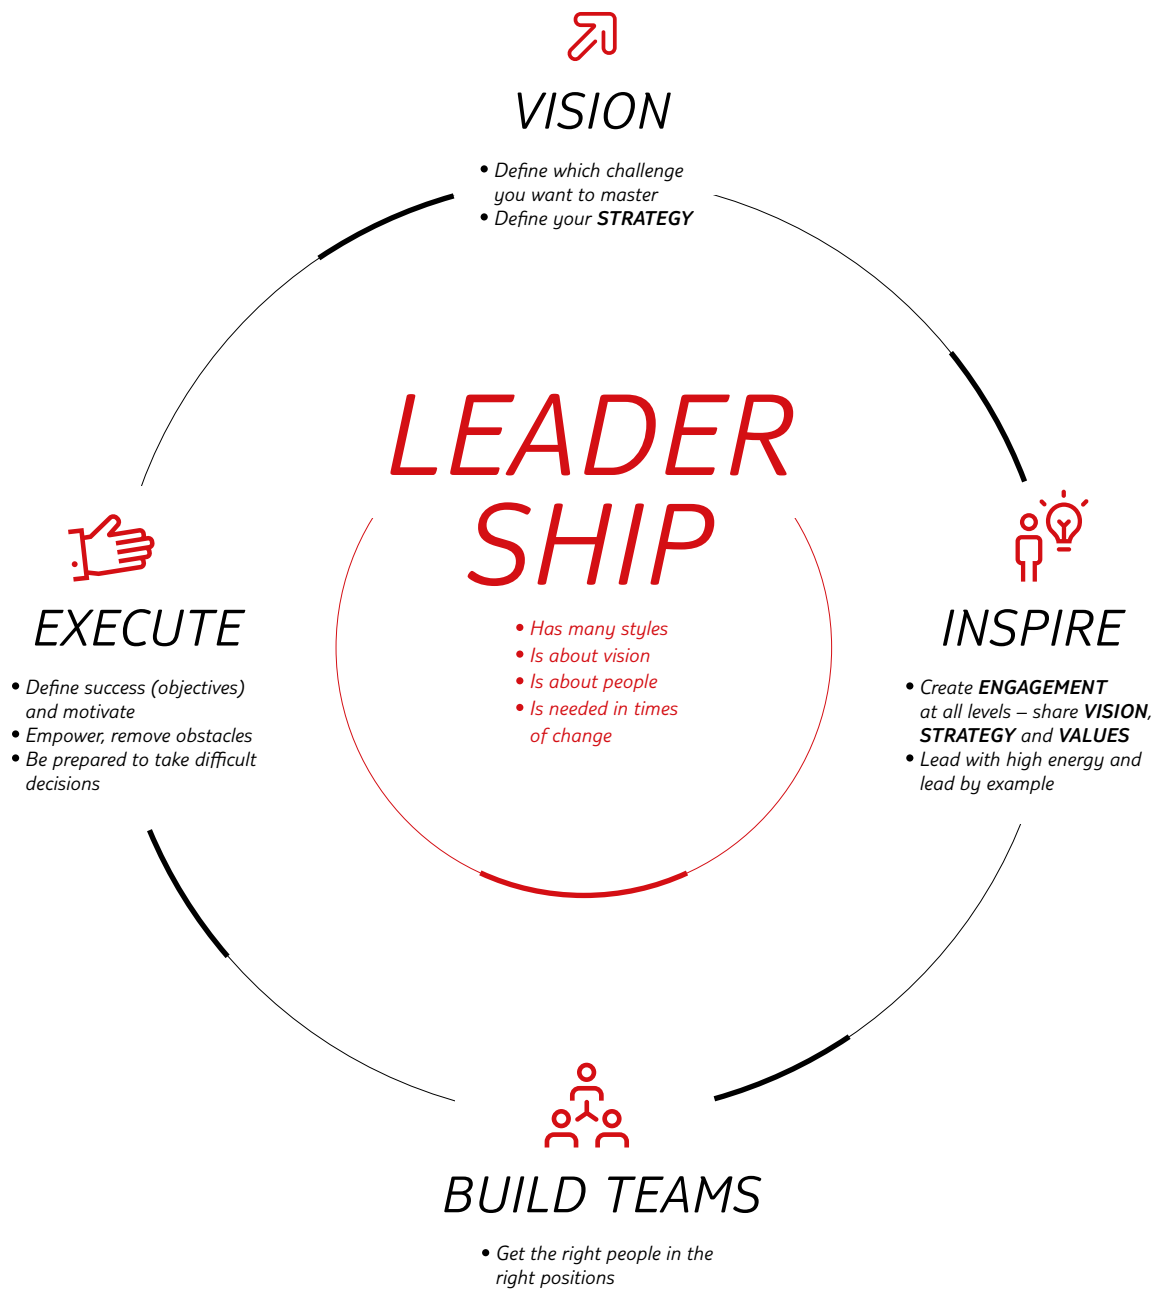 VISION
• Define which challenge
you want to master
• Define your STRATEGY
LEADER
SHIP
• Has many styles
• Is about vision
• Is about people
• Is needed in times
of change
EXECUTE
• Define success (objectives)
and motivate
• Empower, remove obstacles
• Be prepared to take difficult
decisions
INSPIRE
• Create ENGAGEMENT
at all levels – share VISION,
STRATEGY and VALUES
• Lead with high energy and
lead by example
BUILD TEAMS
• Get the right people in the
right positions